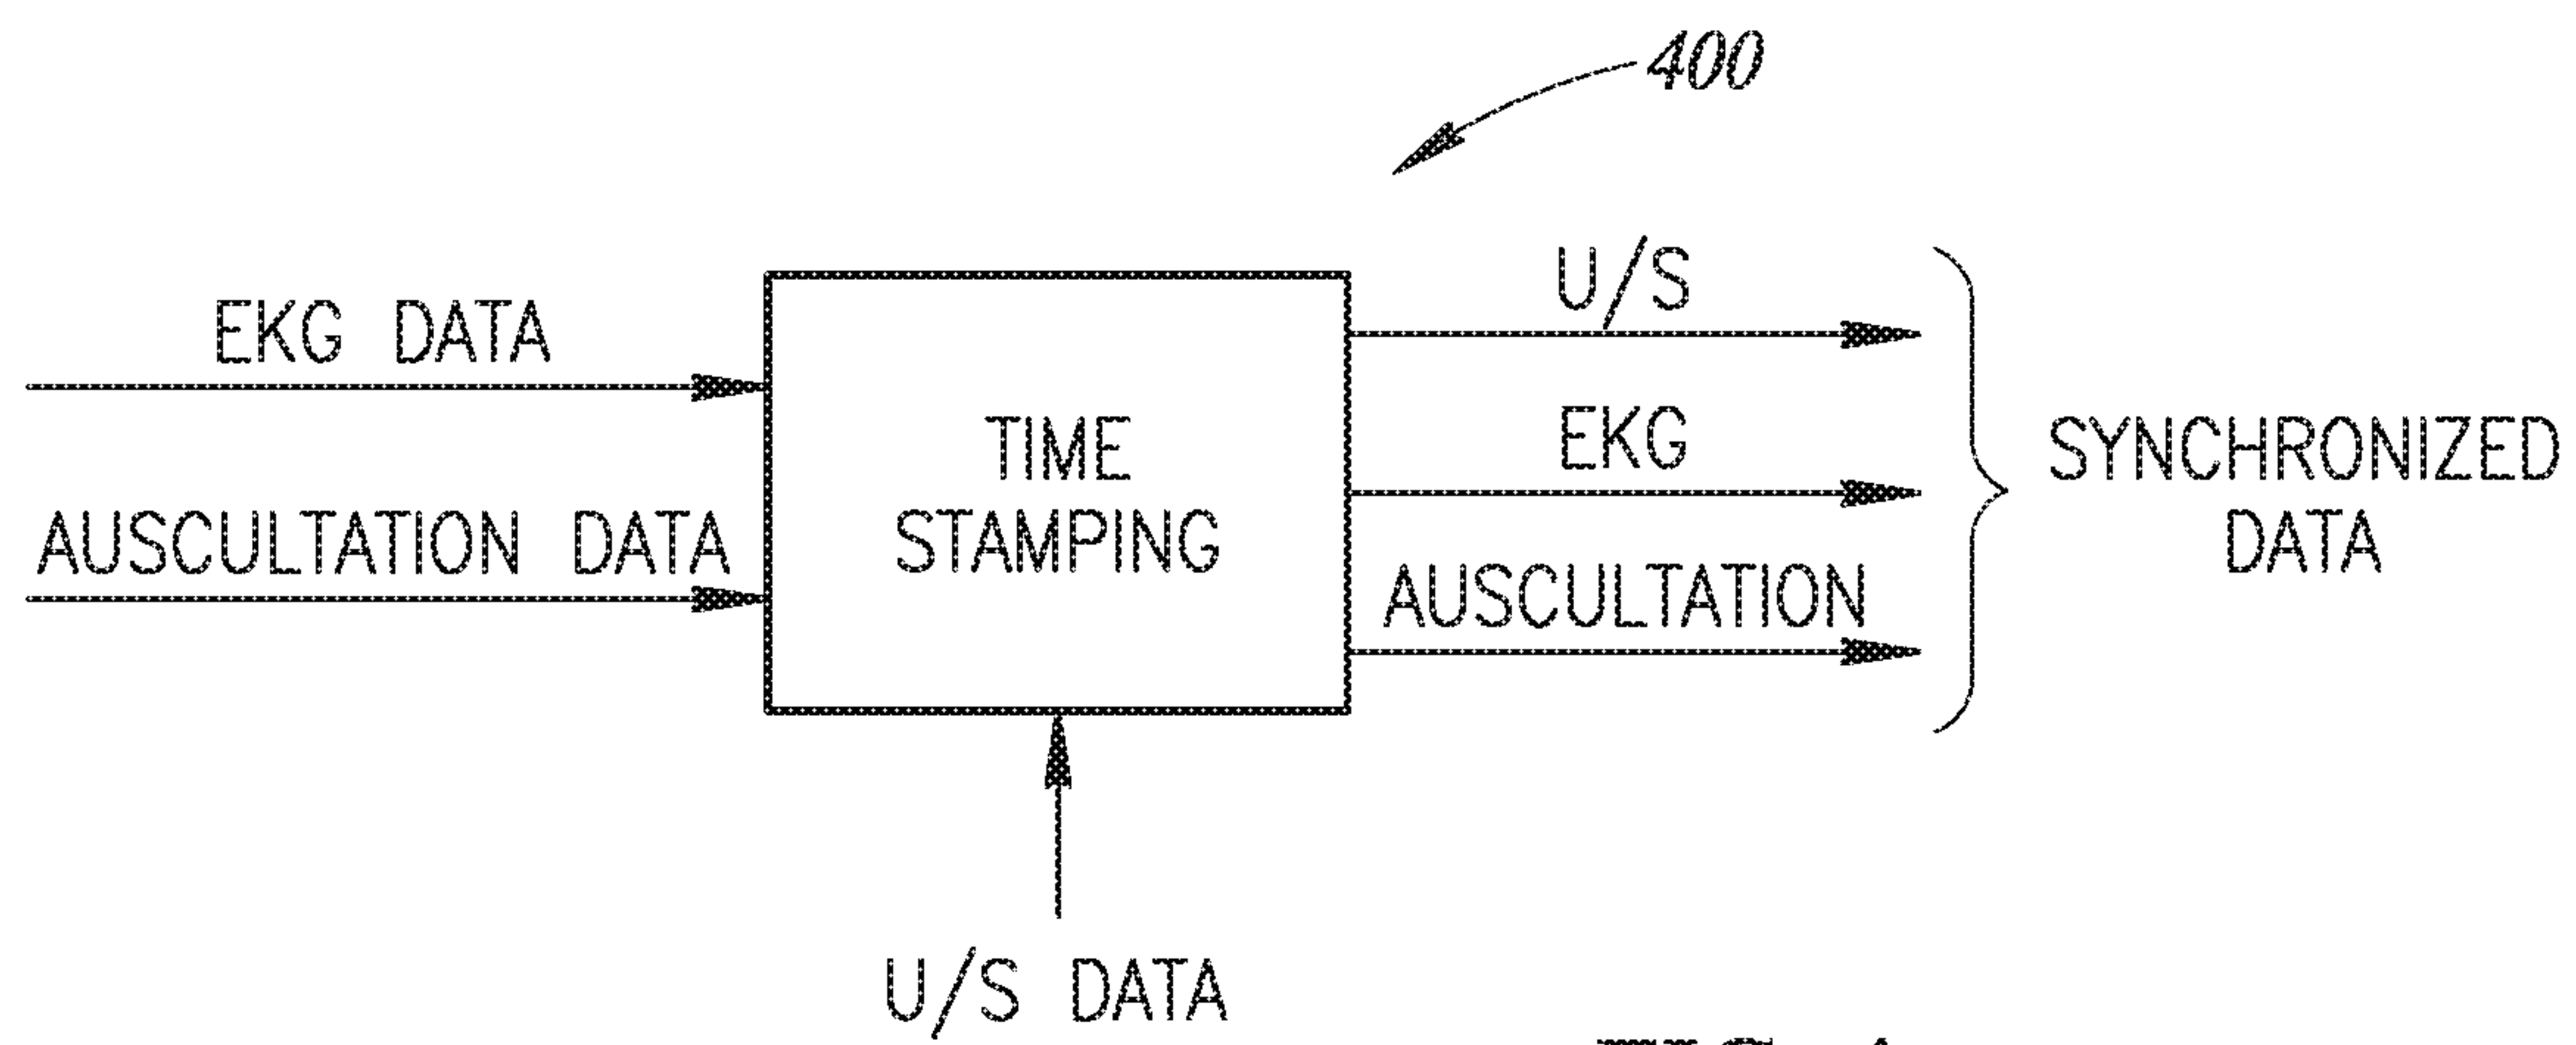 400
U/S
EKG DATA
EKG
TIME
STAMPING
SYNCHRONIZED
DATA
AUSCULTATION DATA
AUSCULTATION
U/S DATA